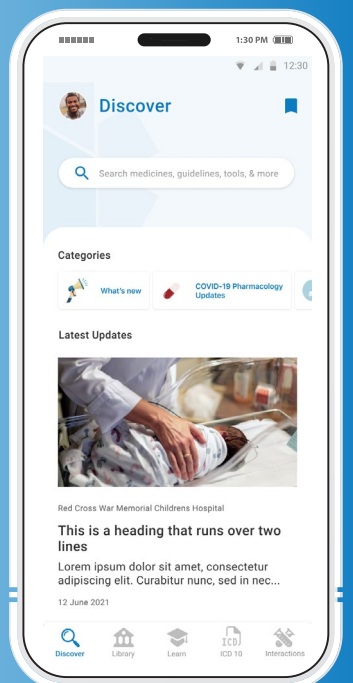 1:30 PM
12:30
Discover
Search medicines, guidelines, tools, & more
Categories
What's new
COVID-19 Pharmacology
Updates
Latest Updates
Red Cross War Memorial Childrens Hospital
This is a heading that runs over two
lines
Lorem ipsum dolor sit amet, consectetur
adipiscing elit. Curabitur nunc, sed in nec...
12 June 2021
ICD
Discover
Library
Learn
ICD 10
Interactions